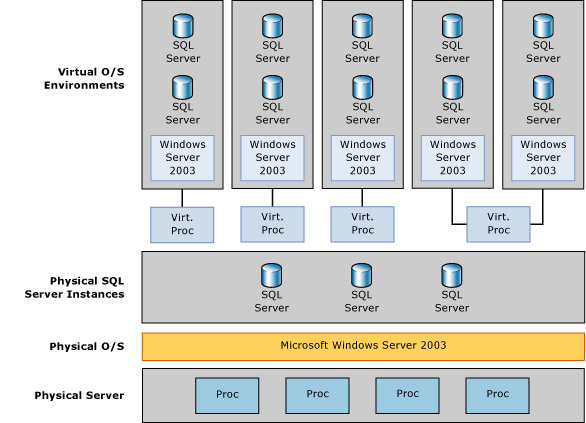 Virtual O/S
Environments
SQL
Server
SQL
Server
Windows
Server
2003
SQL
Server
SQL
Server
Windows
Server
2003
SQL
Server
SQL
Server
Windows
Server
2003
SQL
Server
SQL
Server
Windows
Server
2003
SQL
Server
SQL
Server
Windows
Server
2003
Virt.
Proc
Virt.
Proc
Virt.
Proc
Virt.
Proc
Physical SQL
Server Instances
SQL
Server
SQL
Server
SQL
Server
Physical O/S
Microsoft Windows Server 2003
Physical Server
Proc
Proc
Proc
Proc